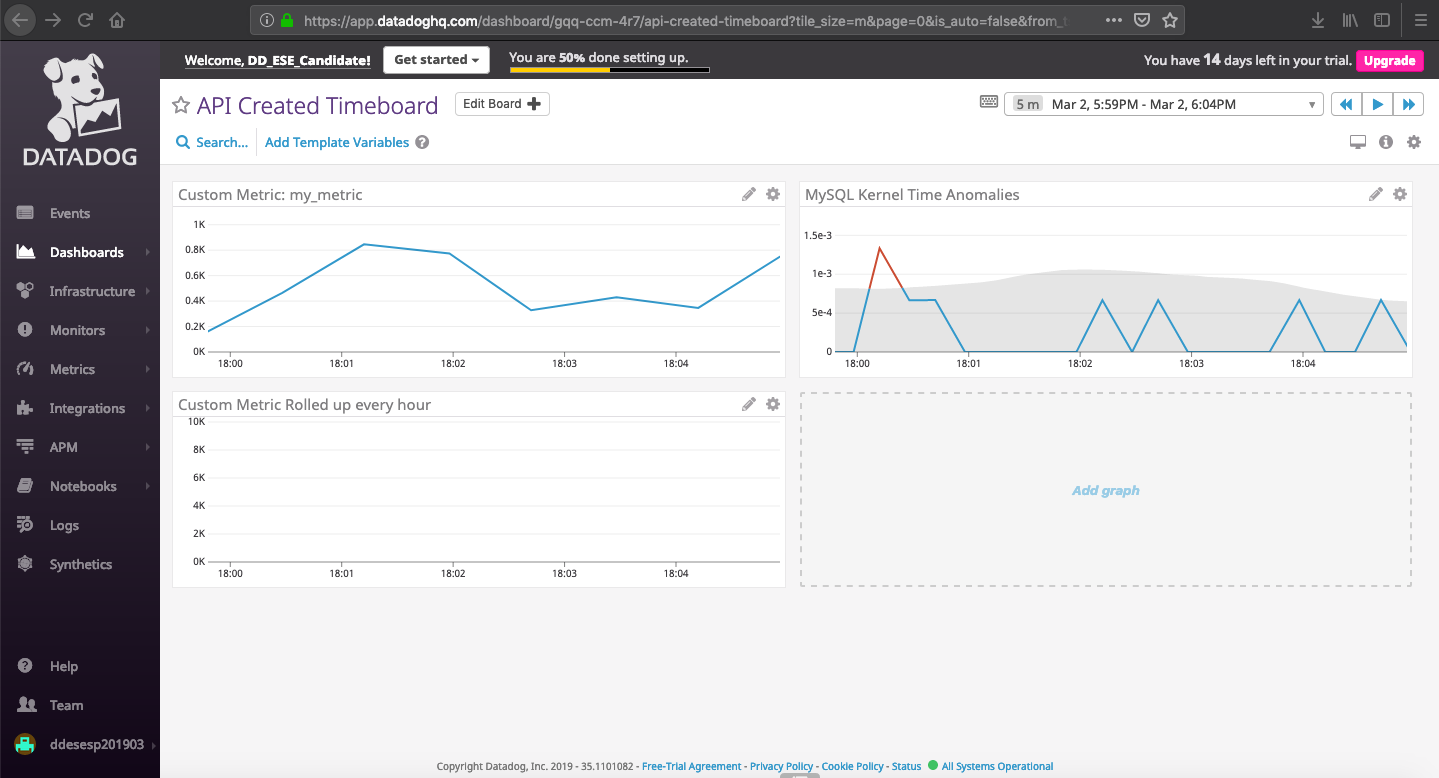 https://app.datadoghq.com/dashboard/gqq-ccm-4r7/api-created-timeboard?tile_size=m&page=0&is_auto=false&from_t
Welcome, DD_ESE_Candidate!
Get started
You are 50% done setting up.
You have 14 days left in your trial.
Upgrade
DATADOG
Events
Dashboards
Infrastructure
Monitors
Metrics
Integrations
APM
Notebooks
Logs
Synthetics
Help
Team
ddesesp201903
API Created Timeboard
Edit Board
5 m Mar 2, 5:59PM - Mar 2, 6:04PM
Search...
Add Template Variables
Custom Metric: my_metric
1K
0.8K
0.6K
0.4K
0.2K
0K
18:00 18:01 18:02 18:03 18:04
MySQL Kernel Time Anomalies
1.5e-3
1e-3
5e-4
0
18:00 18:01 18:02 18:03 18:04
Custom Metric Rolled up every hour
10K
8K
6K
4K
2K
0K
18:00 18:01 18:02 18:03 18:04
Add graph
Copyright Datadog, Inc. 2019 - 35.1101082 - Free-Trial Agreement - Privacy Policy - Cookie Policy - Status All Systems Operational